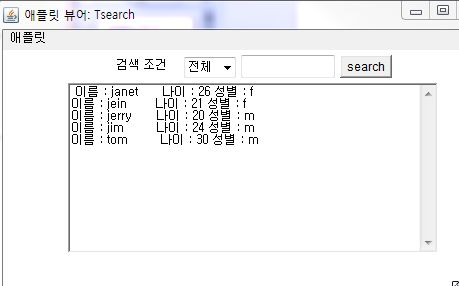 애플릿 뷰어: Tsearch
애플릿
검색 조건 전체 search
이름 : janet 나이 : 26 성별 : f
이름 : jein 나이 : 21 성별 : f
이름 : jerry 나이 : 20 성별 : m
이름 : jim 나이 : 24 성별 : m
이름 : tom 나이 : 30 성별 : m